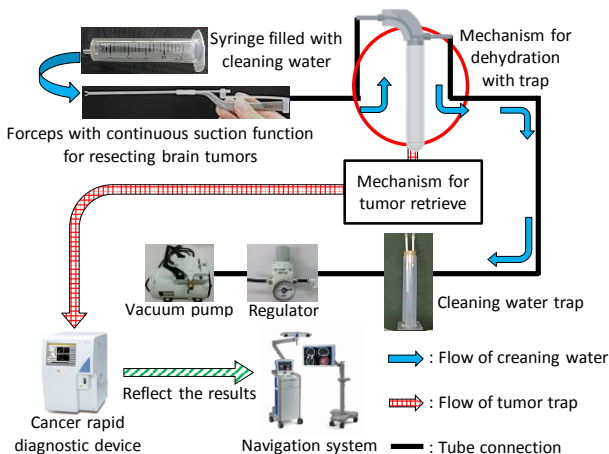 Syringe filled with
cleaning water
Mechanism for
dehydration
with trap
Forceps with continuous suction function
for resecting brain tumors
Mechanism for
tumor retrieve
Vacuum pump
Regulator
Cleaning water trap
Cancer rapid
diagnostic device
Reflect the results
Navigation system
: Flow of creaning water
: Flow of tumor trap
: Tube connection